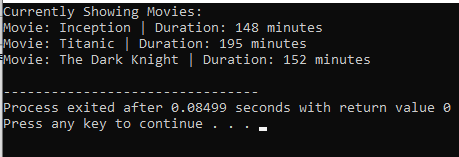 Currently Showing Movies:
Movie: Inception | Duration: 148 minutes
Movie: Titanic | Duration: 195 minutes
Movie: The Dark Knight | Duration: 152 minutes
--------------------------------
Process exited after 0.08499 seconds with return value 0
Press any key to continue . . .